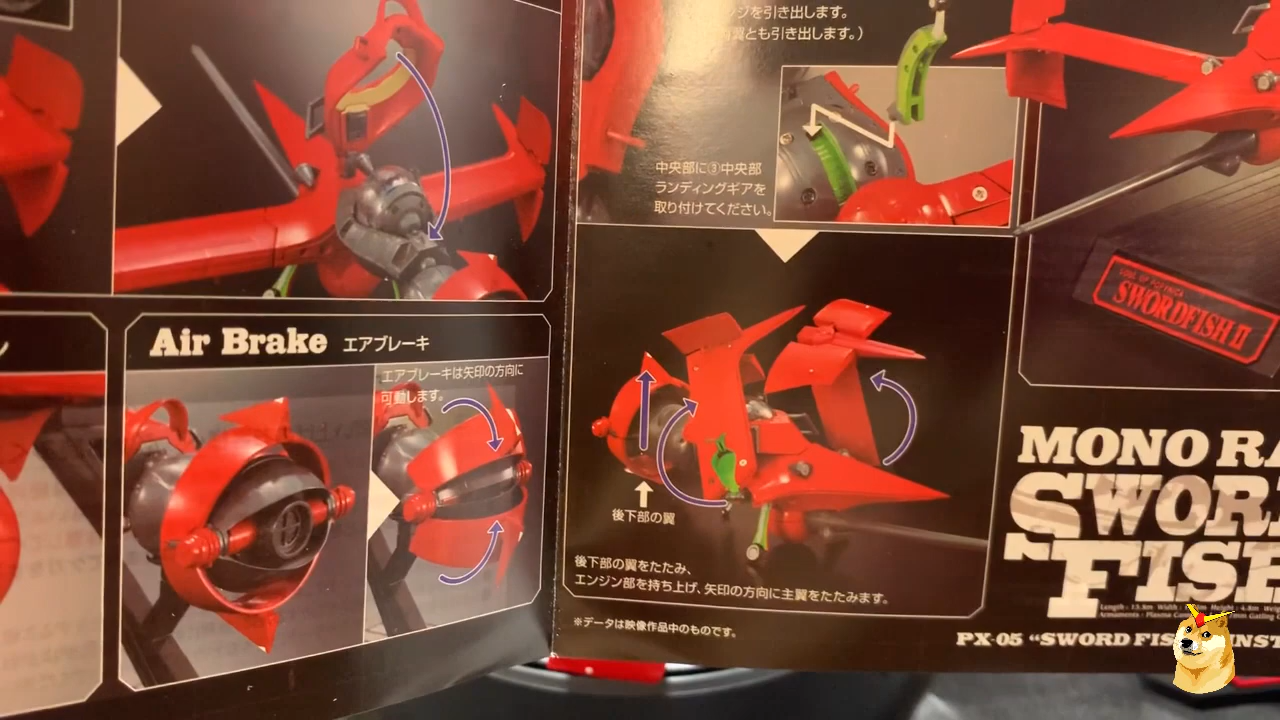 ジを引き出します。
翼とも引き出します。）
中央部に③中央部
ランディングギアを
取り付けてください。
SWORDFISH II
Air Brake エアブレーキ
エアブレーキは矢印の方向に
可動します。
後下部の翼
後下部の翼をたたみ、
エンジン部を持ち上げ、矢印の方向に主翼をたたみます。
※データは映像作品中のものです。
MONO RA
SWOR
FISH
PX-05 “SWORD FIS INST